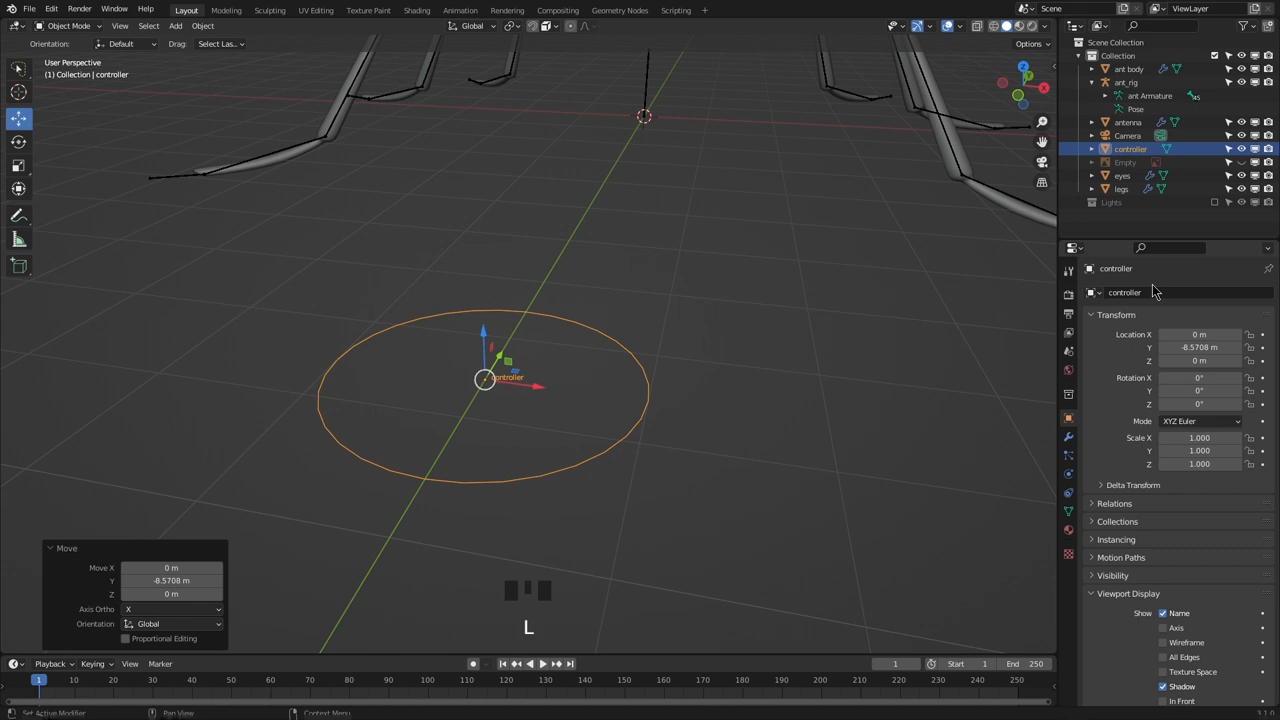 File Edit Render Window Help Layout Modeling Sculpting UV Editing Texture Paint Shading Animation Rendering Compositing Geometry Nodes Scripting Scene ViewLayer
Object Mode View Select Add Object Global
Orientation: Default Drag: Select Las... Options
User Perspective
(1) Collection | controller
Scene Collection
Collection
ant body
ant_rig
ant Armature 45
Pose
antenna
Camera
controller
Empty
eyes
legs
Lights
Z
X
controller
controller
controller
Transform
Location X 0 m
Y -8.5708 m
Z 0 m
Rotation X 0°
Y 0°
Z 0°
Mode XYZ Euler
Scale X 1.000
Y 1.000
Z 1.000
Delta Transform
Relations
Collections
Instancing
Motion Paths
Visibility
Viewport Display
Show Name
Axis
Wireframe
All Edges
Texture Space
Shadow
In Front
Move
Move X 0 m
Y -8.5708 m
Z 0 m
Axis Ortho X
Orientation Global
Proportional Editing
L
Playback Keying View Marker 1 Start 1 End 250
1 10 20 30 40 50 60 70 80 90 100 110 120 130 140 150 160 170 180 190 200 210 220 230 240 250
Set Active Modifier Pan View Context Menu 3.1.0